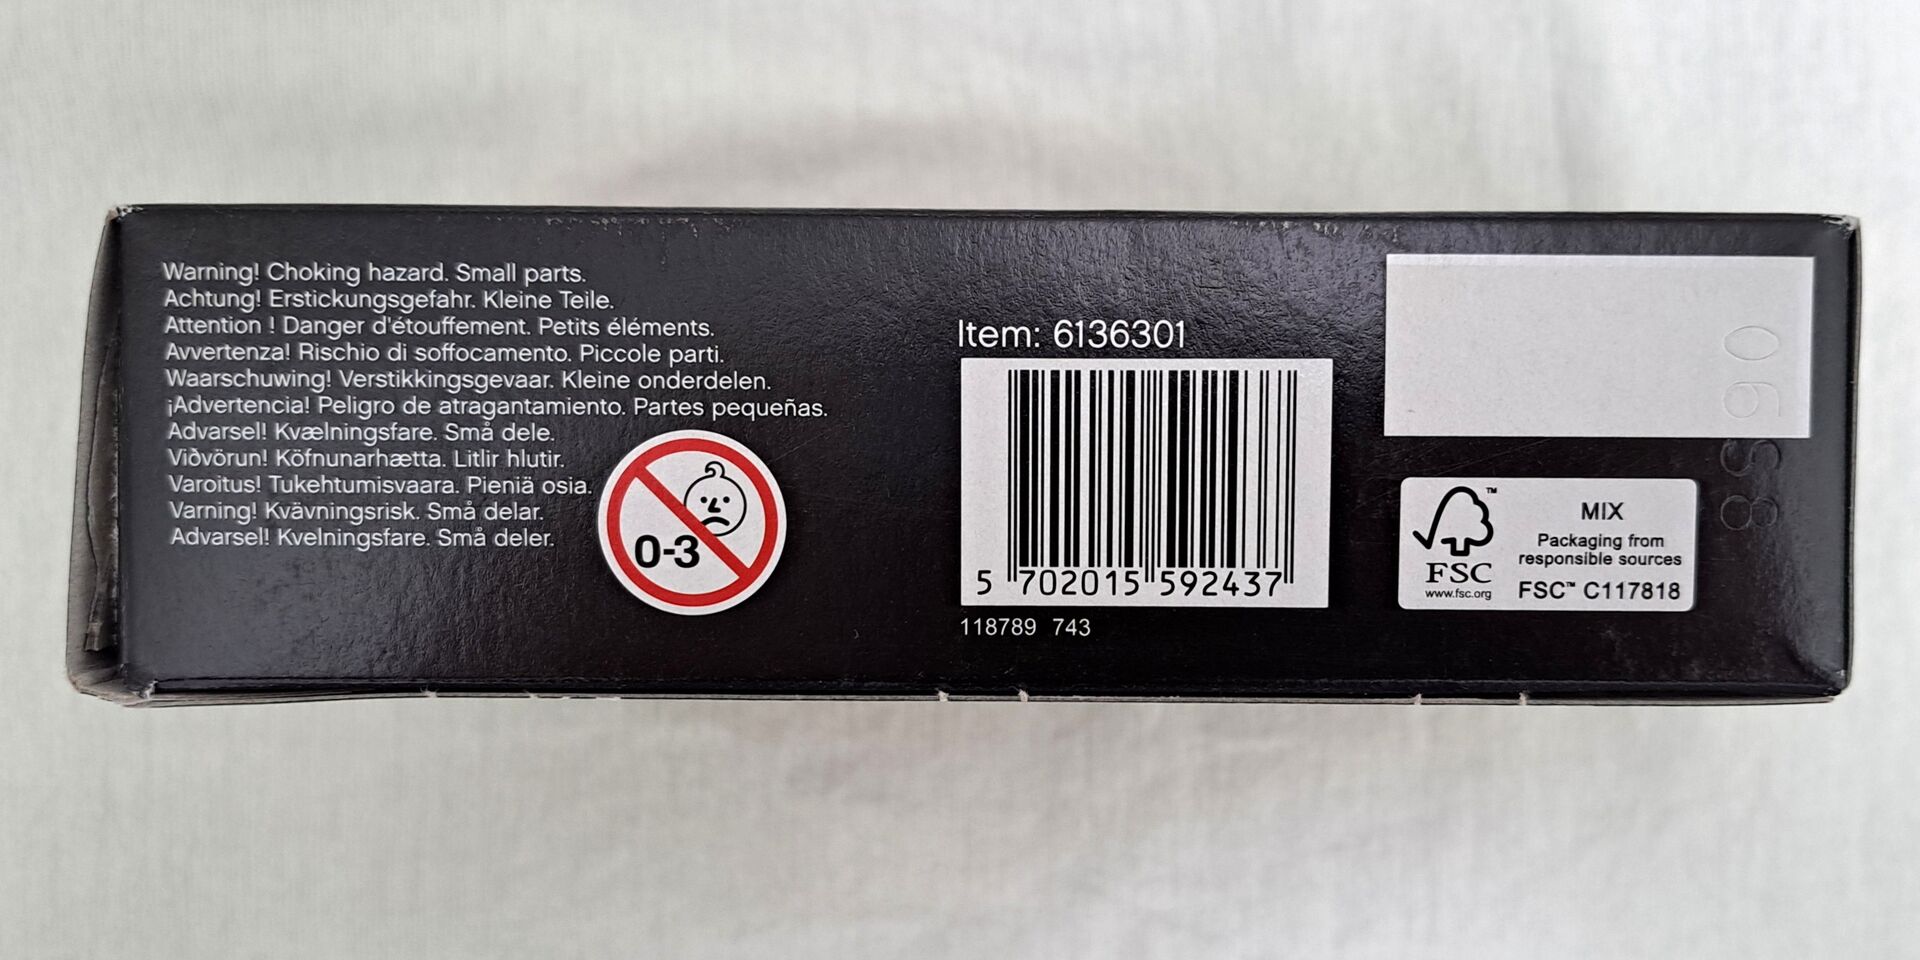 Warning! Choking hazard. Small parts.
Achtung! Erstickungsgefahr. Kleine Teile.
Attention ! Danger d'étouffement. Petits éléments.
Avvertenza! Rischio di soffocamento. Piccole parti.
Waarschuwing! Verstikkingsgevaar. Kleine onderdelen.
¡Advertencia! Peligro de atragantamiento. Partes pequeñas.
Advarsel! Kvælningsfare. Små dele.
Viðvörun! Köfnunarhætta. Litlir hlutir.
Varoitus! Tukehtumisvaara. Pieniä osia.
Varning! Kvävningsrisk. Små delar.
Advarsel! Kvelningsfare. Små deler.
0-3
Item: 6136301
5 702015 592437
118789 743
FSC
www.fsc.org
TM
MIX
Packaging from
responsible sources
FSC™ C117818